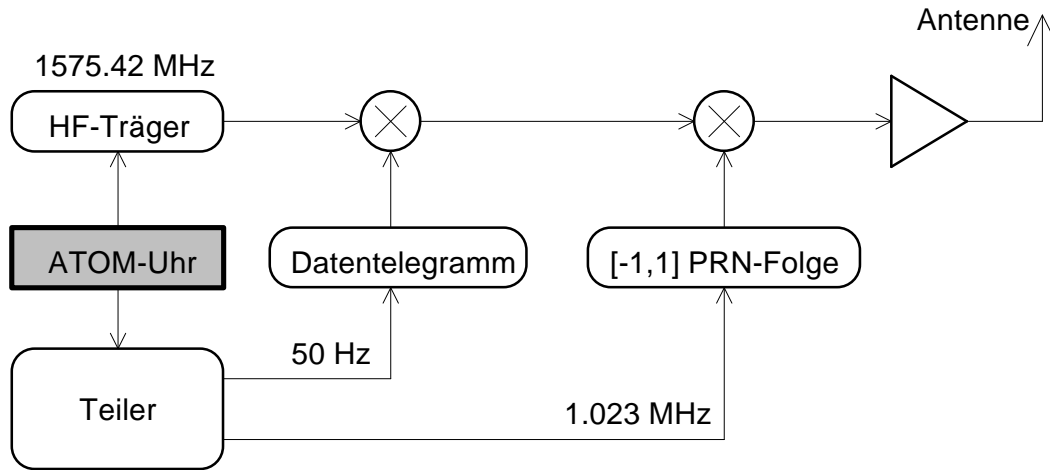 Antenne
1575.42 MHz
HF-Träger
ATOM-Uhr
Datentelegramm
[-1,1] PRN-Folge
50 Hz
Teiler
1.023 MHz